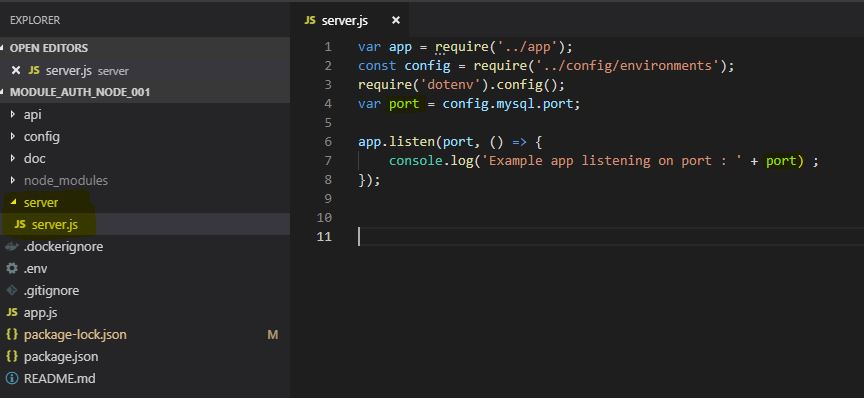 EXPLORER
OPEN EDITORS
JS server.js server
MODULE_AUTH_NODE_001
api
config
doc
node_modules
server
JS server.js
.dockerignore
.env
.gitignore
JS app.js
{} package-lock.json M
{} package.json
README.md
JS server.js
1 var app = require('../app');
2 const config = require('../config/environments');
3 require('dotenv').config();
4 var port = config.mysql.port;
5
6 app.listen(port, () => {
7 console.log('Example app listening on port : ' + port) ;
8 });
9
10
11